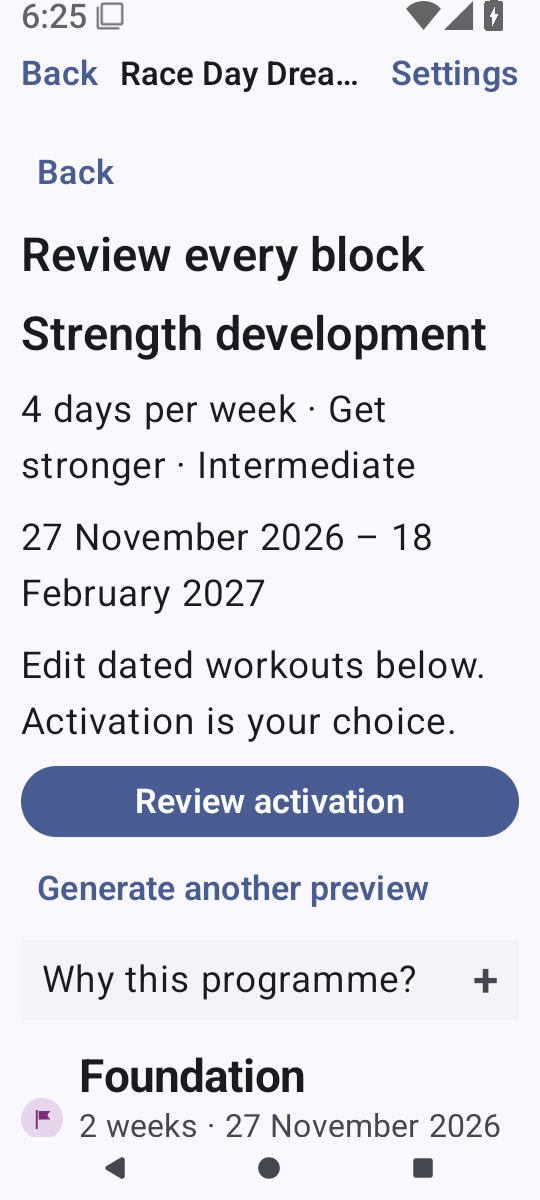 6:25
Back Race Day Drea... Settings
Back
Review every block
Strength development
4 days per week · Get
stronger · Intermediate
27 November 2026 – 18
February 2027
Edit dated workouts below.
Activation is your choice.
Review activation
Generate another preview
Why this programme? +
Foundation
2 weeks · 27 November 2026